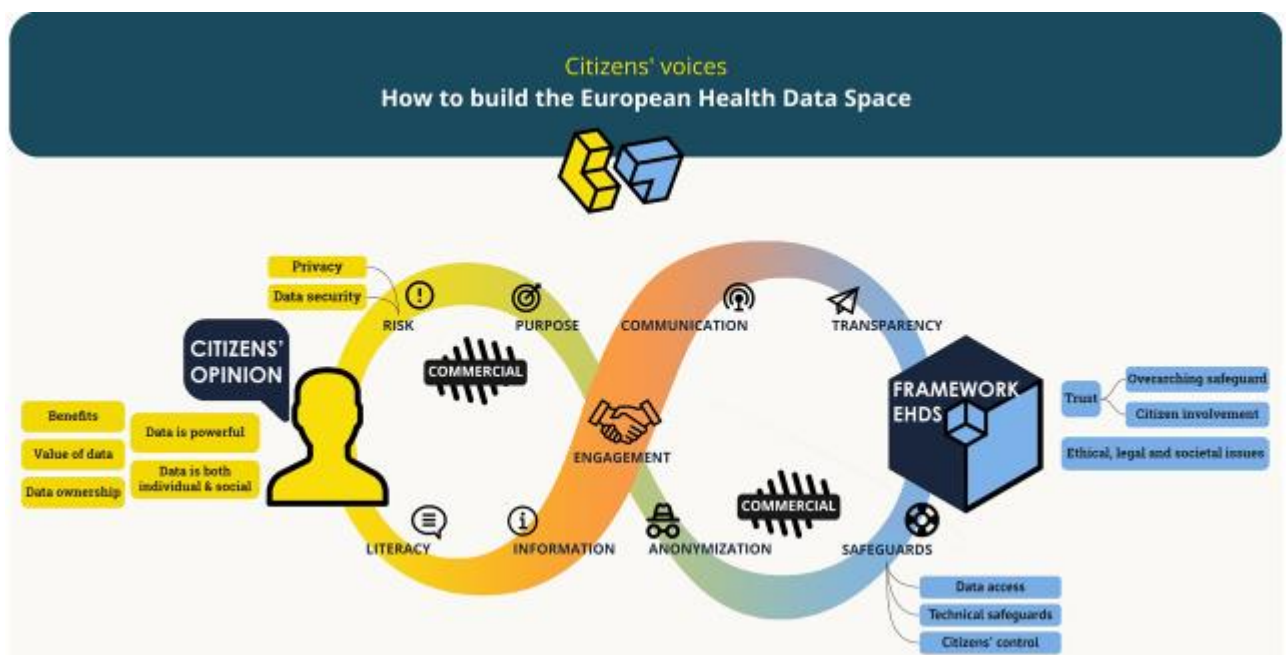 Citizens' voices
How to build the European Health Data Space
Privacy
Data security
RISK
PURPOSE
COMMUNICATION
TRANSPARENCY
CITIZENS'
OPINION
COMMERCIAL
FRAMEWORK
EHDS
Trust
Overarching safeguard
Citizen involvement
Ethical, legal and societal issues
Benefits
Value of data
Data ownership
Data is powerful
Data is both
individual & social
ENGAGEMENT
COMMERCIAL
LITERACY
INFORMATION
ANONYMIZATION
SAFEGUARDS
Data access
Technical safeguards
Citizens' control